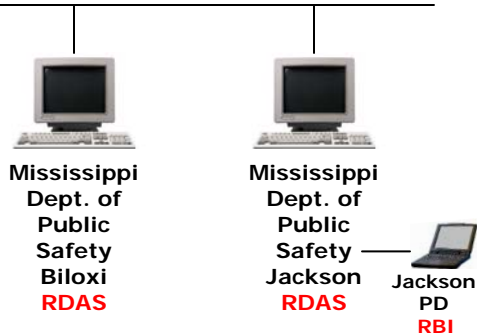 Mississippi
Dept. of
Public
Safety
Biloxi
RDAS
Mississippi
Dept. of
Public
Safety
Jackson
RDAS
Jackson
PD
RBI